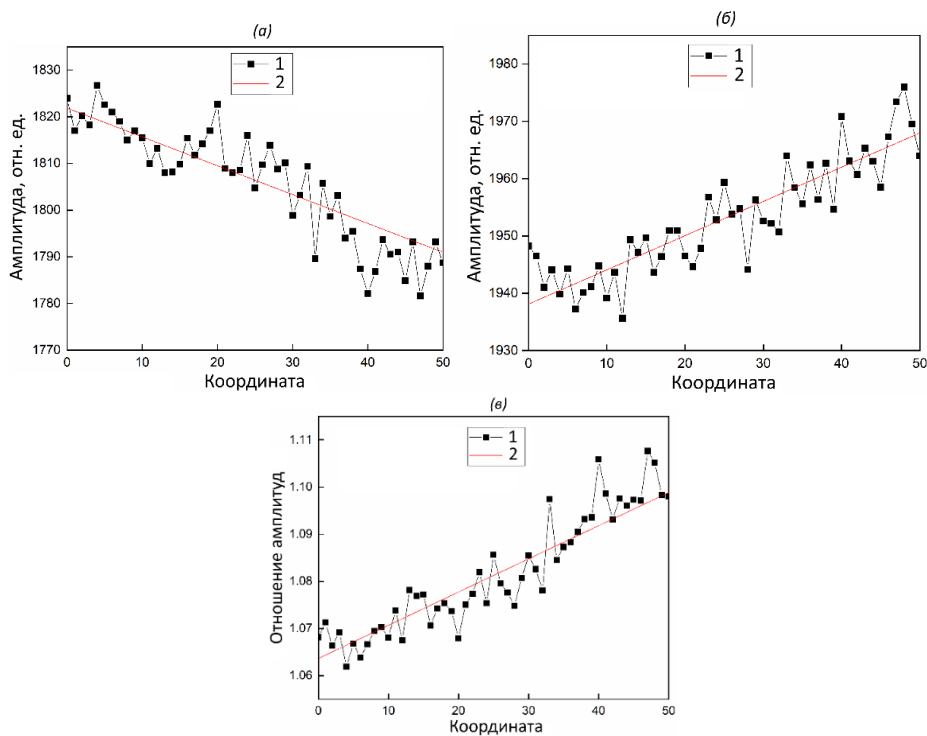 (а)
1
2
Амплитуда, отн. ед.
1830
1820
1810
1800
1790
1780
1770
0 10 20 30 40 50
Координата
(б)
1
2
Амплитуда, отн. ед.
1980
1970
1960
1950
1940
1930
0 10 20 30 40 50
Координата
(в)
1
2
Отношение амплитуд
1.11
1.10
1.09
1.08
1.07
1.06
0 10 20 30 40 50
Координата